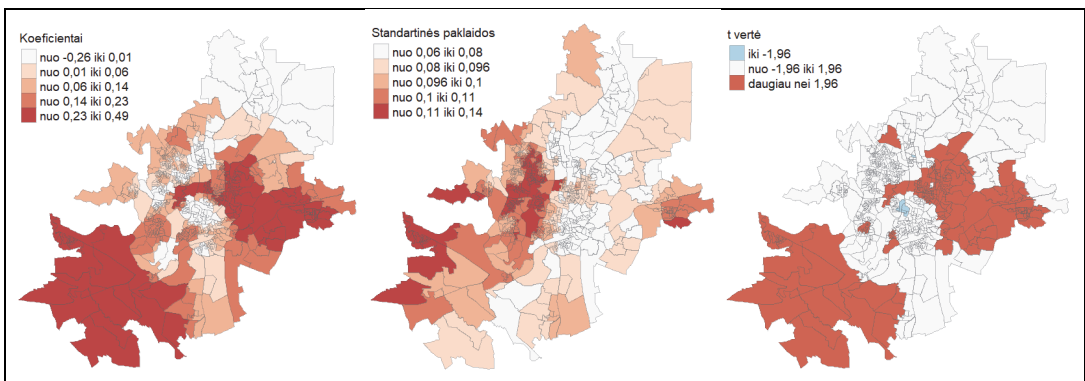 Koeficientai
nuo -0,26 iki 0,01
nuo 0,01 iki 0,06
nuo 0,06 iki 0,14
nuo 0,14 iki 0,23
nuo 0,23 iki 0,49
Standartinės paklaidos
nuo 0,06 iki 0,08
nuo 0,08 iki 0,096
nuo 0,096 iki 0,1
nuo 0,1 iki 0,11
nuo 0,11 iki 0,14
t vertė
iki -1,96
nuo -1,96 iki 1,96
daugiau nei 1,96